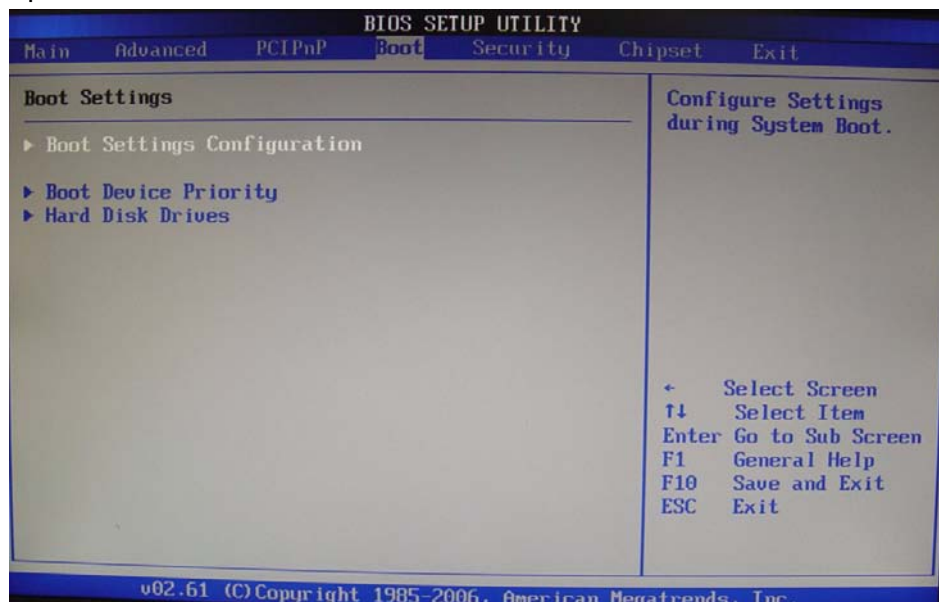 BIOS SETUP UTILITY
Main Advanced PCIPnP Boot Security Chipset Exit
Boot Settings
▶ Boot Settings Configuration
▶ Boot Device Priority
▶ Hard Disk Drives
Configure Settings
during System Boot.
← Select Screen
↑↓ Select Item
Enter Go to Sub Screen
F1 General Help
F10 Save and Exit
ESC Exit
v02.61 (C)Copyright 1985-2006, American Megatrends, Inc.